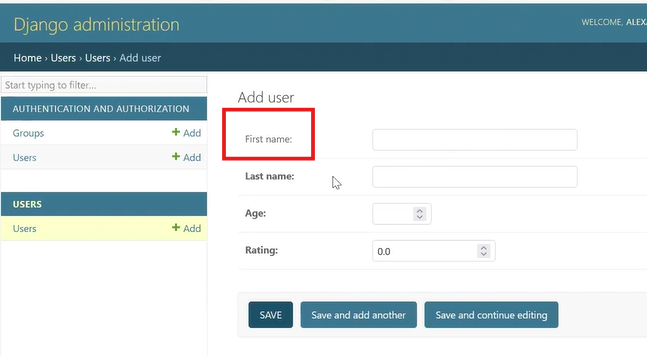 Django administration
WELCOME, ALEX
Home › Users › Users › Add user
Start typing to filter...
AUTHENTICATION AND AUTHORIZATION
Groups + Add
Users + Add
USERS
Users + Add
Add user
First name:
Last name:
Age:
Rating: 0.0
SAVE Save and add another Save and continue editing